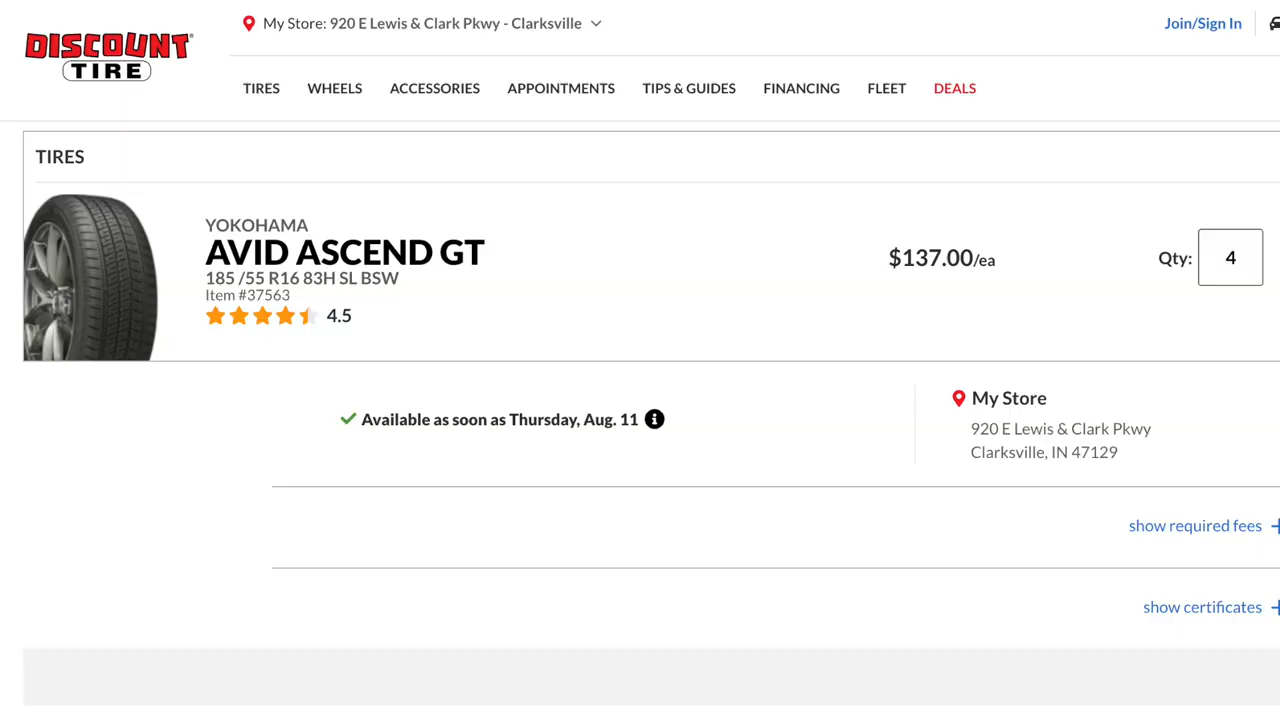 My Store: 920 E Lewis & Clark Pkwy - Clarksville
Join/Sign In
DISCOUNT
TIRE
TIRES WHEELS ACCESSORIES APPOINTMENTS TIPS & GUIDES FINANCING FLEET DEALS
TIRES
YOKOHAMA
AVID ASCEND GT
185 /55 R16 83H SL BSW
Item #37563
4.5
$137.00/ea
Qty: 4
Available as soon as Thursday, Aug. 11
My Store
920 E Lewis & Clark Pkwy
Clarksville, IN 47129
show required fees +
show certificates +